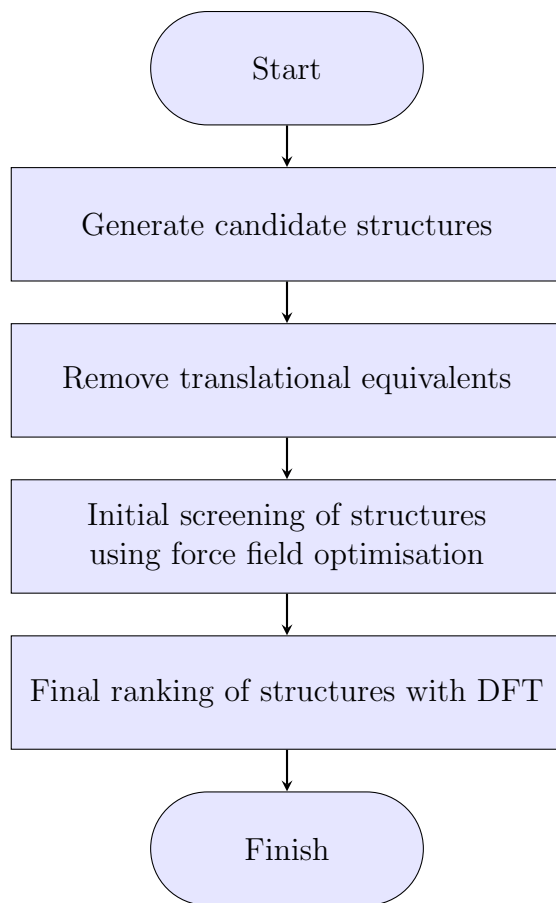 Start
Generate candidate structures
Remove translational equivalents
Initial screening of structures
using force field optimisation
Final ranking of structures with DFT
Finish